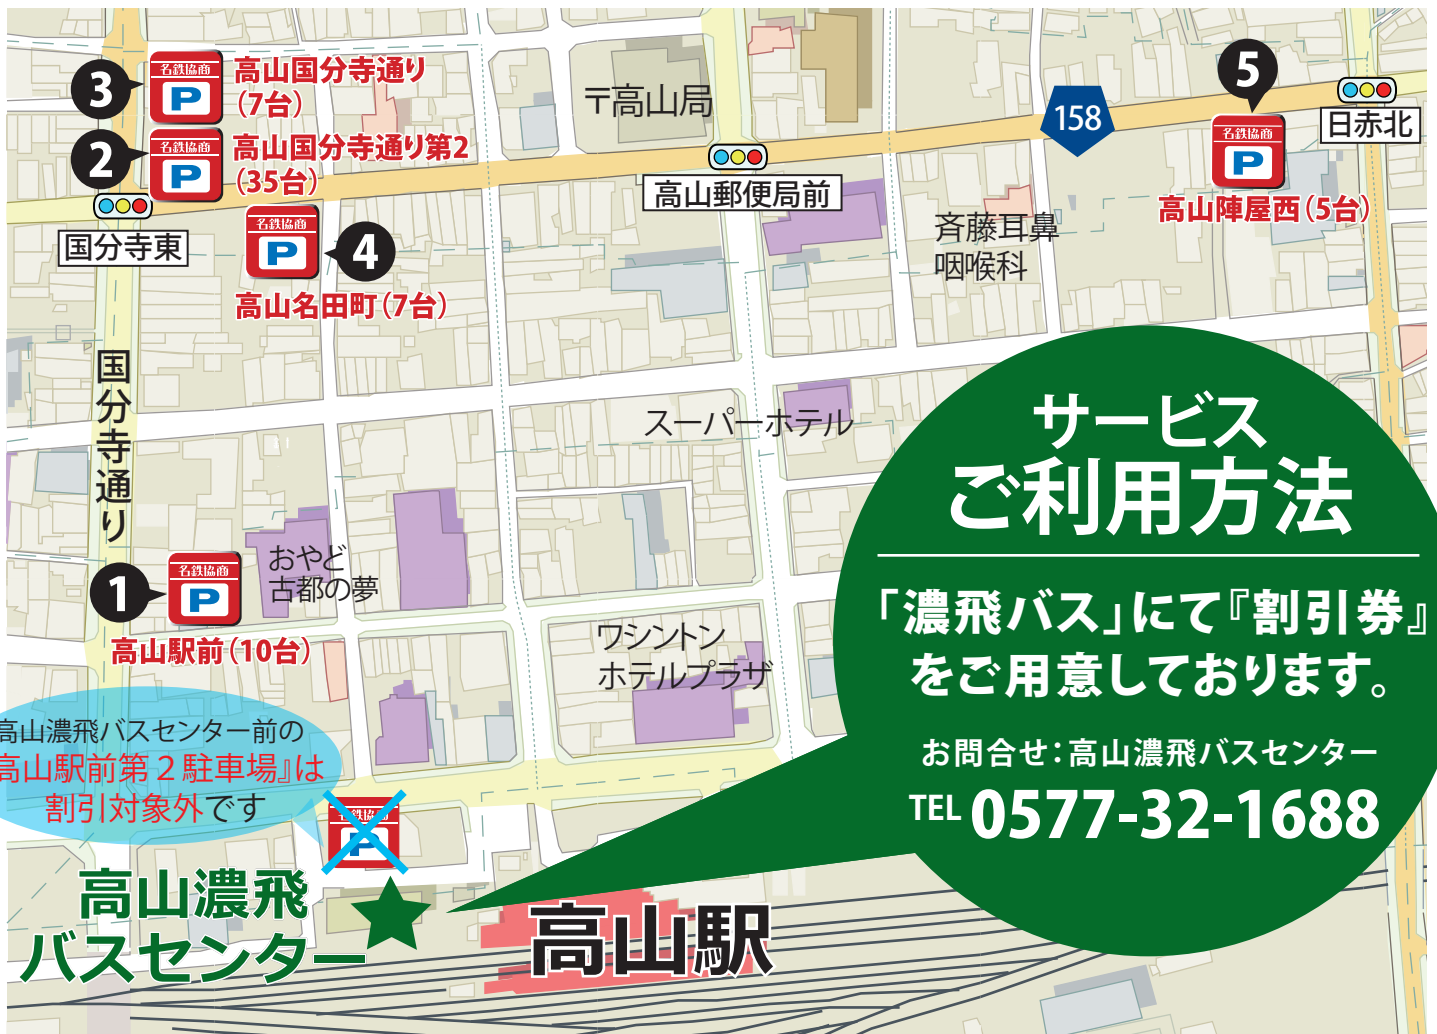 3
名鉄協商
P
高山国分寺通り
(7台)
2
名鉄協商
P
高山国分寺通り第2
(35台)
国分寺東
名鉄協商
P
4
高山名田町(7台)
〒高山局
高山郵便局前
158
5
名鉄協商
P
高山陣屋西(5台)
日赤北
斉藤耳鼻
咽喉科
国分寺通り
スーパーホテル
おやど
古都の夢
1
名鉄協商
P
高山駅前(10台)
ワシントン
ホテルプラザ
高山濃飛バスセンター前の
高山駅前第2駐車場』は
割引対象外です
名鉄協商
P
高山濃飛
バスセンター
高山駅
サービス
ご利用方法
「濃飛バス」にて『割引券』
をご用意しております。
お問合せ:高山濃飛バスセンター
TEL 0577-32-1688